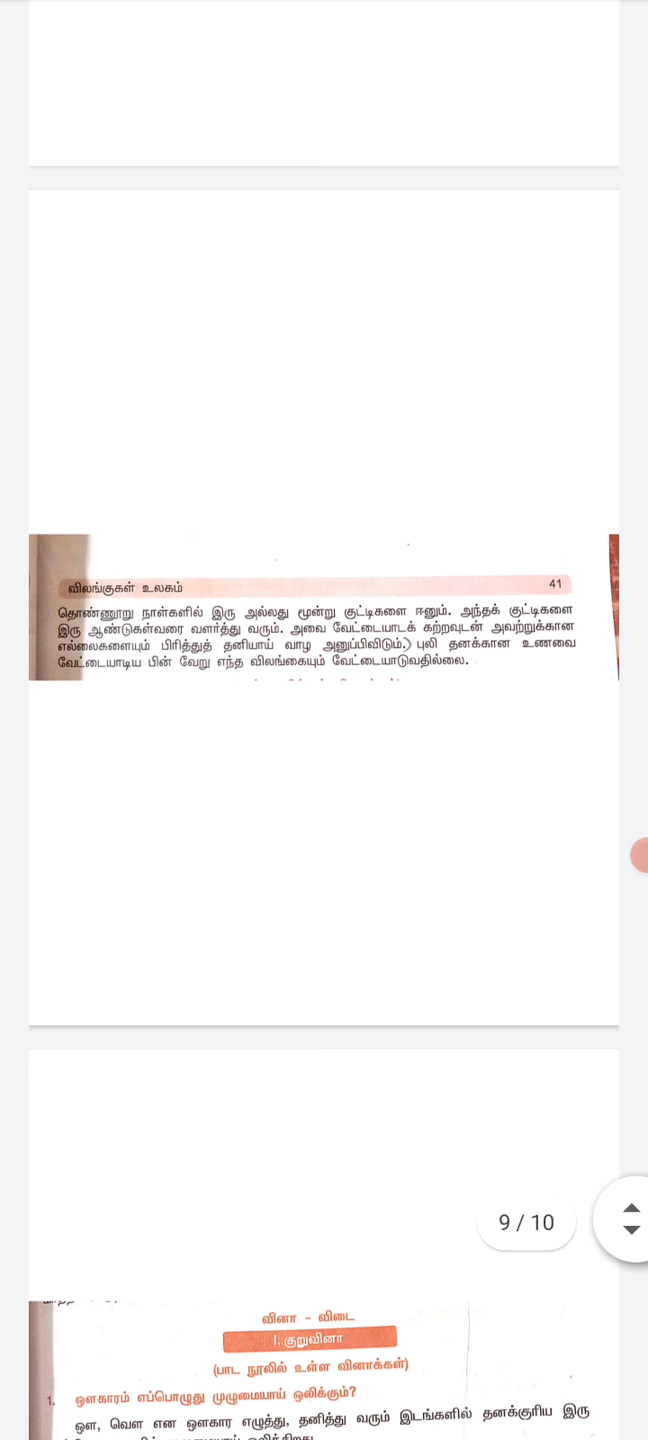 விலங்குகள் உலகம் 41
தொண்ணூறு நாள்களில் இரு அல்லது மூன்று குட்டிகளை ஈனும். அந்தக் குட்டிகளை
இரு ஆண்டுகள்வரை வளர்த்து வரும். அவை வேட்டையாடக் கற்றவுடன் அவற்றுக்கான
எல்லைகளையும் பிரித்துத் தனியாய் வாழ அனுப்பிவிடும்.) புலி தனக்கான உணவை
வேட்டையாடிய பின் வேறு எந்த விலங்கையும் வேட்டையாடுவதில்லை.
9 / 10
வினா - விடை
I. குறுவினா
(பாட நூலில் உள்ள வினாக்கள்)
1. ஔகாரம் எப்பொழுது முழுமையாய் ஒலிக்கும்?
ஔ, வௌ என ஔகார எழுத்து, தனித்து வரும் இடங்களில் தனக்குரிய இரு